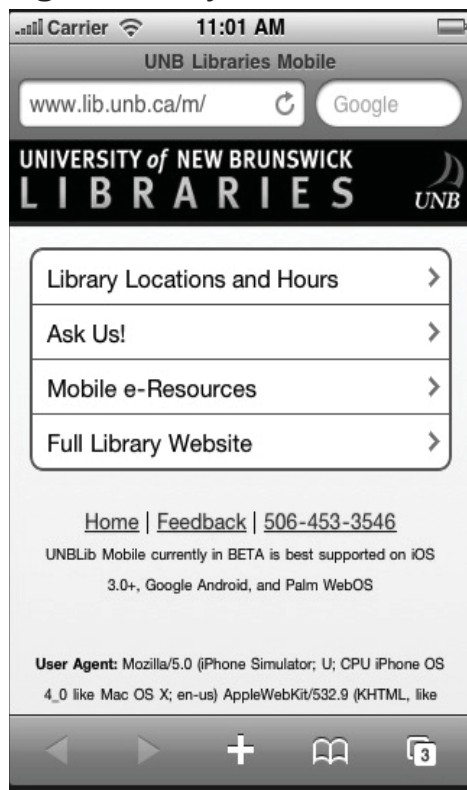 Carrier 11:01 AM
UNB Libraries Mobile
www.lib.unb.ca/m/ Google
UNIVERSITY of NEW BRUNSWICK
LIBRARIES UNB
Library Locations and Hours
Ask Us!
Mobile e-Resources
Full Library Website
Home | Feedback | 506-453-3546
UNBLib Mobile currently in BETA is best supported on iOS
3.0+, Google Android, and Palm WebOS
User Agent: Mozilla/5.0 (iPhone Simulator; U; CPU iPhone OS
4_0 like Mac OS X; en-us) AppleWebKit/532.9 (KHTML, like
3